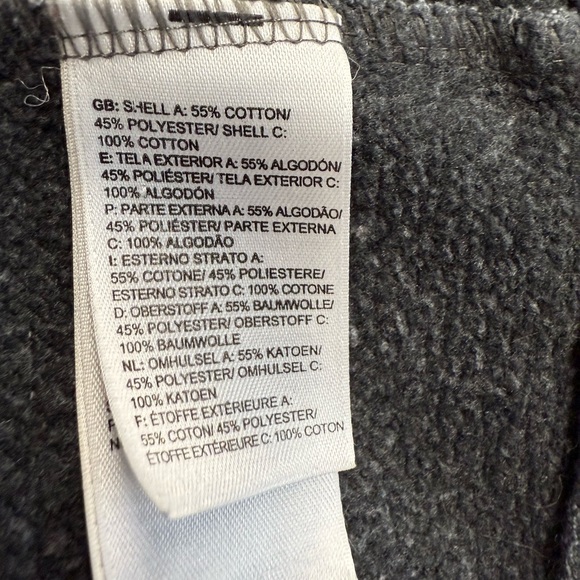 GB: SHELL A: 55% COTTON/
45% POLYESTER/ SHELL C:
100% COTTON
E: TELA EXTERIOR A: 55% ALGODÓN/
45% POLIÉSTER/ TELA EXTERIOR C:
100% ALGODÓN
P: PARTE EXTERNA A: 55% ALGODÃO/
45% POLIÉSTER/ PARTE EXTERNA
C: 100% ALGODÃO
I: ESTERNO STRATO A:
55% COTONE/ 45% POLIESTERE/
ESTERNO STRATO C: 100% COTONE
D: OBERSTOFF A: 55% BAUMWOLLE/
45% POLYESTER/ OBERSTOFF C:
100% BAUMWOLLE
NL: OMHULSEL A: 55% KATOEN/
45% POLYESTER/ OMHULSEL C:
100% KATOEN
F: ÉTOFFE EXTÉRIEURE A:
55% COTON/ 45% POLYESTER/
ÉTOFFE EXTÉRIEURE C: 100% COTON